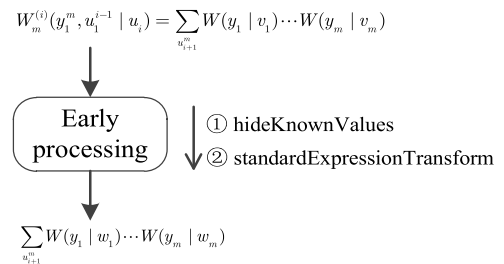 W_m^{(i)}(y_1^m, u_1^{i-1} | u_i) = \sum_{u_{i+1}^m} W(y_1 | v_1) \cdots W(y_m | v_m)
Early
processing
① hideKnownValues
② standardExpressionTransform
\sum_{u_{i+1}^m} W(y_1 | w_1) \cdots W(y_m | w_m)